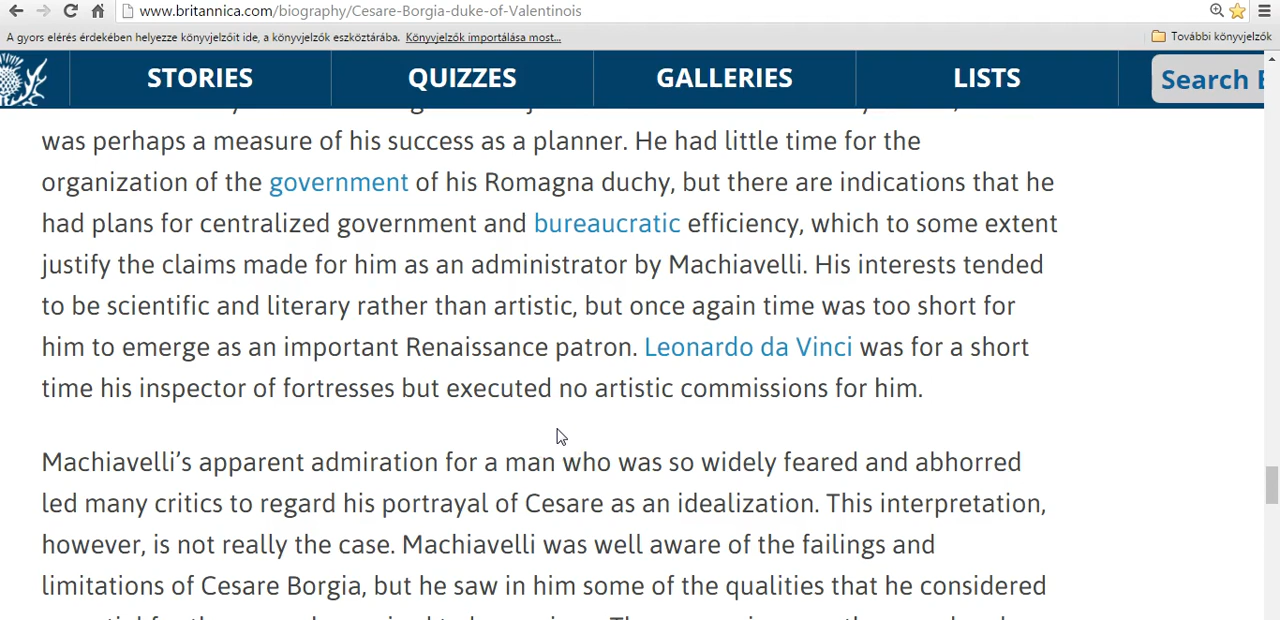 www.britannica.com/biography/Cesare-Borgia-duke-of-Valentinois
A gyors elérés érdekében helyezze könyvjelzőit ide, a könyvjelzők eszköztárába. Könyvjelzők importálása most...
További könyvjelzők
STORIES QUIZZES GALLERIES LISTS Search
was perhaps a measure of his success as a planner. He had little time for the
organization of the government of his Romagna duchy, but there are indications that he
had plans for centralized government and bureaucratic efficiency, which to some extent
justify the claims made for him as an administrator by Machiavelli. His interests tended
to be scientific and literary rather than artistic, but once again time was too short for
him to emerge as an important Renaissance patron. Leonardo da Vinci was for a short
time his inspector of fortresses but executed no artistic commissions for him.
Machiavelli’s apparent admiration for a man who was so widely feared and abhorred
led many critics to regard his portrayal of Cesare as an idealization. This interpretation,
however, is not really the case. Machiavelli was well aware of the failings and
limitations of Cesare Borgia, but he saw in him some of the qualities that he considered